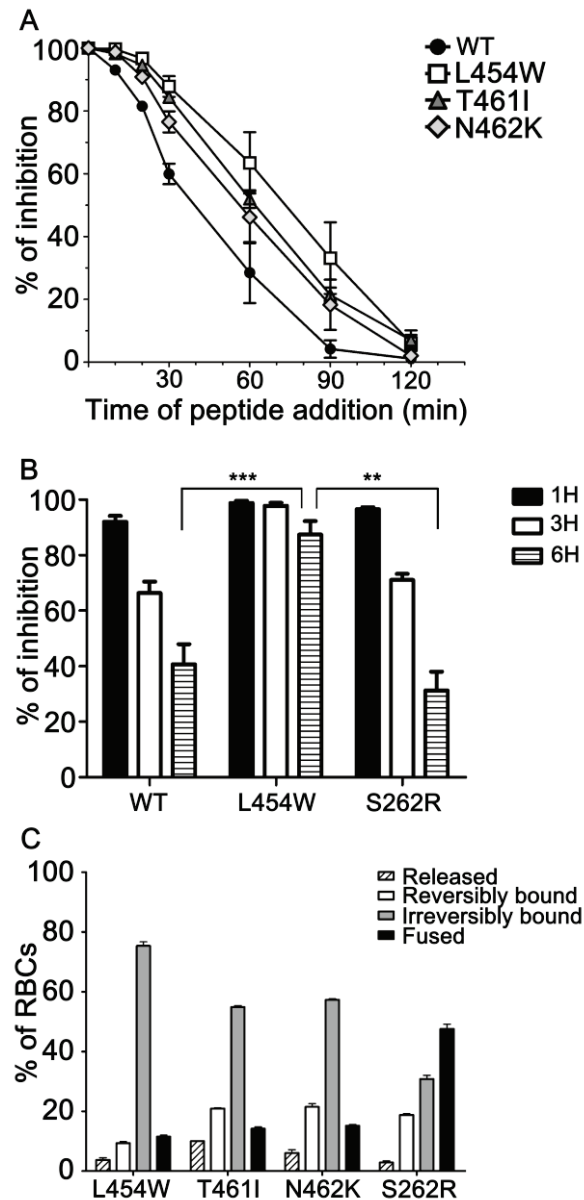 A
WT
L454W
T461I
N462K
% of inhibition
100
80
60
40
20
0
30 60 90 120
Time of peptide addition (min)
B
*** **
1H
3H
6H
% of inhibition
100
80
60
40
20
0
WT L454W S262R
C
Released
Reversibly bound
Irreversibly bound
Fused
% of RBCs
100
80
60
40
20
0
L454W T461I N462K S262R